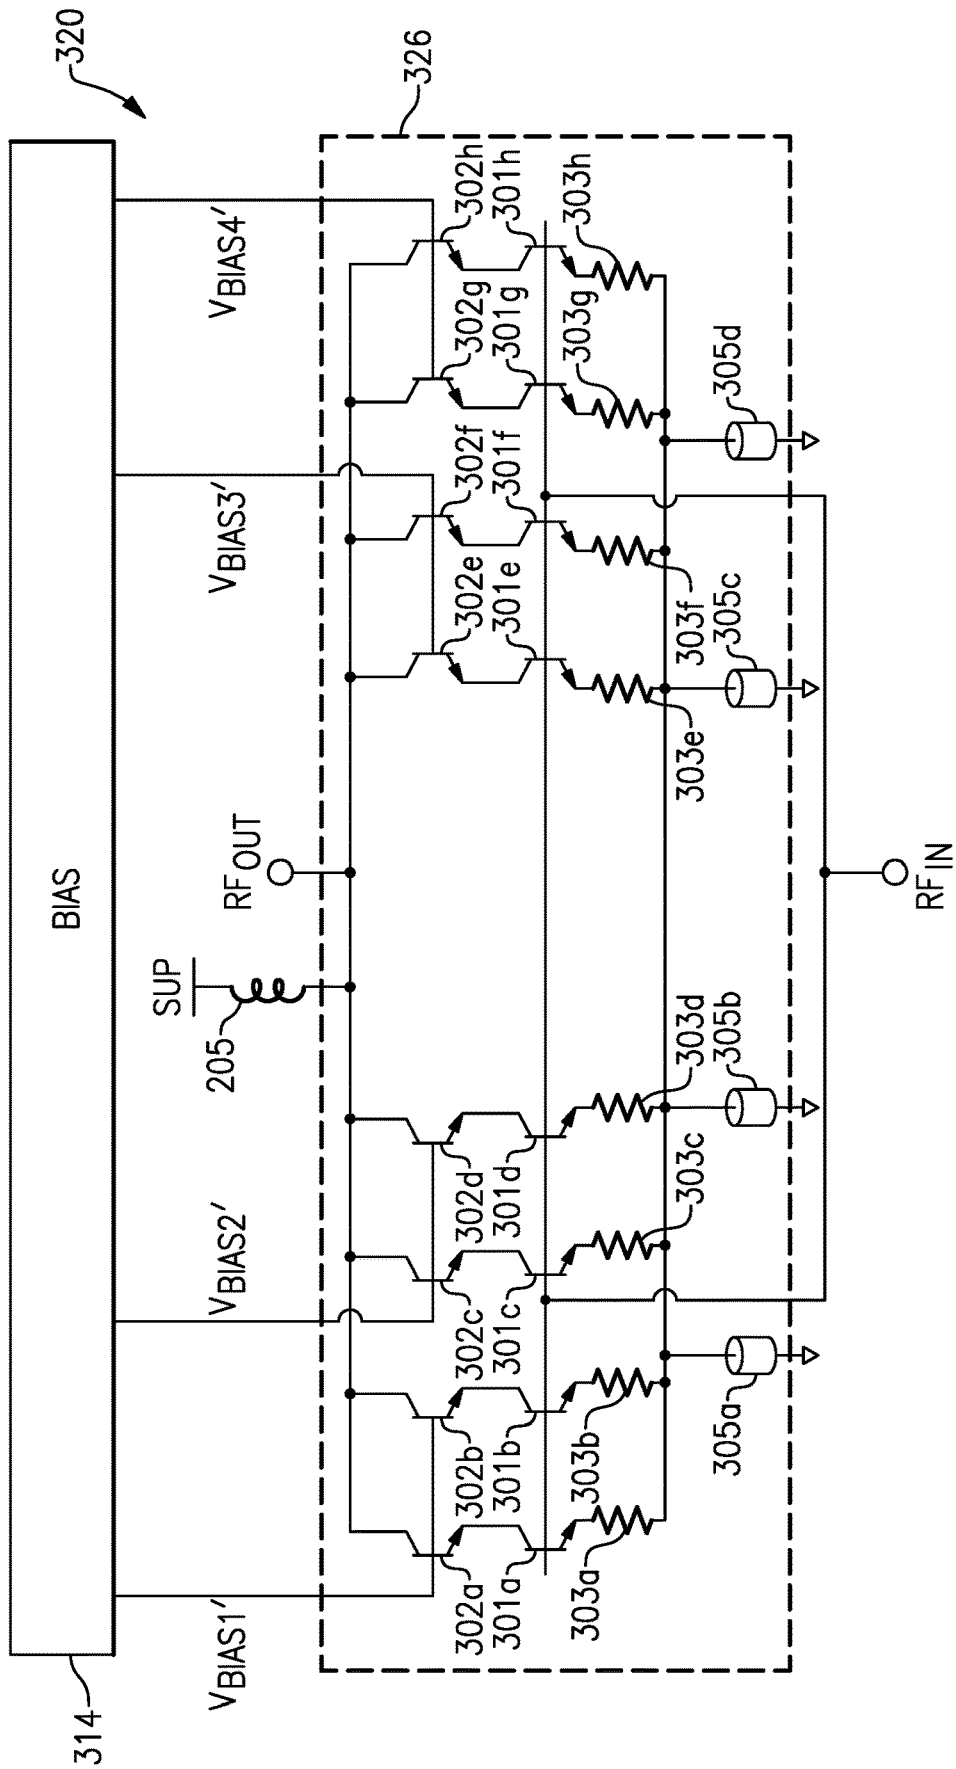 320
314
BIAS
V_BIAS1′
V_BIAS2′
SUP
205
RF_OUT
V_BIAS3′
V_BIAS4′
326
302a
302b
302c
302d
302e
302f
302g
302h
301a
301b
301c
301d
301e
301f
301g
301h
303a
303b
303c
303d
303e
303f
303g
303h
305a
305b
305c
305d
RF_IN